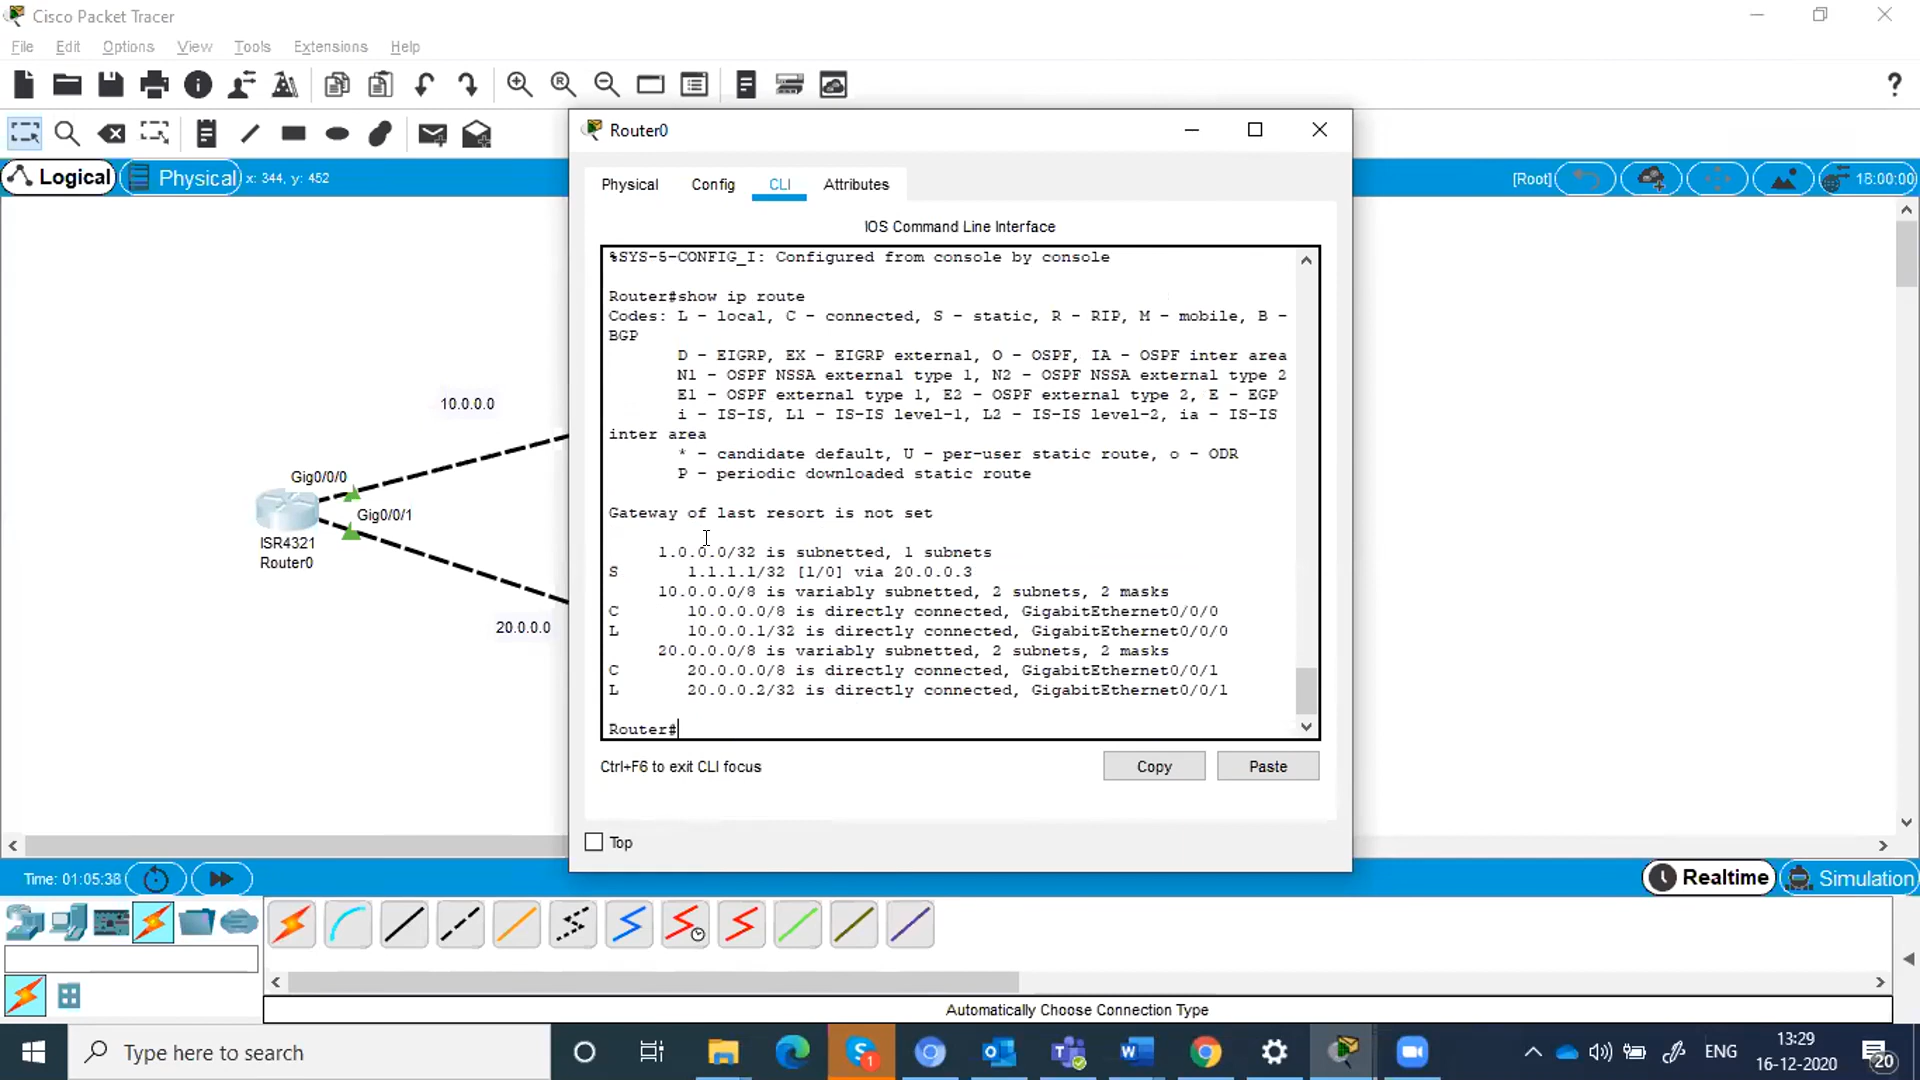 Cisco Packet Tracer
File Edit Options View Tools Extensions Help
Logical Physical x: 344, y: 452 [Root] 18:00:00
Router0
Physical Config CLI Attributes
IOS Command Line Interface
%SYS-5-CONFIG_I: Configured from console by console
Router#show ip route
Codes: L - local, C - connected, S - static, R - RIP, M - mobile, B -
BGP
D - EIGRP, EX - EIGRP external, O - OSPF, IA - OSPF inter area
N1 - OSPF NSSA external type 1, N2 - OSPF NSSA external type 2
E1 - OSPF external type 1, E2 - OSPF external type 2, E - EGP
i - IS-IS, L1 - IS-IS level-1, L2 - IS-IS level-2, ia - IS-IS
inter area
* - candidate default, U - per-user static route, o - ODR
P - periodic downloaded static route
Gateway of last resort is not set
1.0.0.0/32 is subnetted, 1 subnets
S 1.1.1.1/32 [1/0] via 20.0.0.3
10.0.0.0/8 is variably subnetted, 2 subnets, 2 masks
C 10.0.0.0/8 is directly connected, GigabitEthernet0/0/0
L 10.0.0.1/32 is directly connected, GigabitEthernet0/0/0
20.0.0.0/8 is variably subnetted, 2 subnets, 2 masks
C 20.0.0.0/8 is directly connected, GigabitEthernet0/0/1
L 20.0.0.2/32 is directly connected, GigabitEthernet0/0/1
Router#
Ctrl+F6 to exit CLI focus
Copy Paste
Top
10.0.0.0
Gig0/0/0
Gig0/0/1
ISR4321
Router0
20.0.0.0
Time: 01:05:38 Realtime Simulation
Automatically Choose Connection Type
Type here to search
1
ENG
13:29
16-12-2020
20